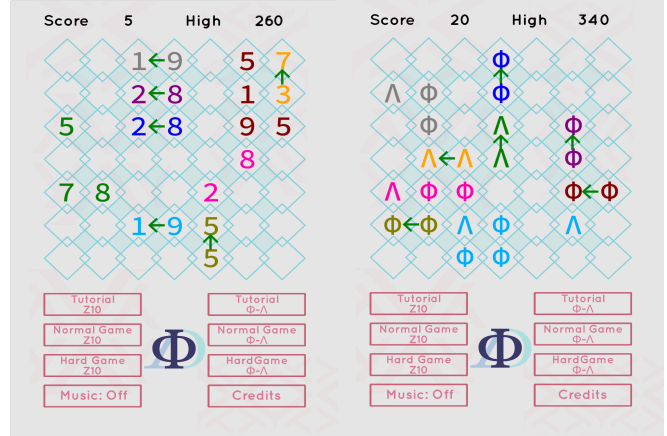 Score 5 High 260
1 ← 9 5 7
↑
2 ← 8 1 3
5 2 ← 8 9 5
8
7 8 2
1 ← 9 5
↑
5
Tutorial
Z10
Tutorial
Φ-Λ
Normal Game
Z10
Normal Game
Φ-Λ
Hard Game
Z10
HardGame
Φ-Λ
Φ
Music: Off
Credits
Score 20 High 340
Φ
↑
Λ Φ Φ
Φ Λ Φ
↑ ↑
Λ ← Λ Λ Φ
Λ Φ Φ Φ ← Φ
Φ ← Φ Λ Φ Λ
Φ Φ
Tutorial
Z10
Tutorial
Φ-Λ
Normal Game
Z10
Normal Game
Φ-Λ
Hard Game
Z10
HardGame
Φ-Λ
Φ
Music: Off
Credits